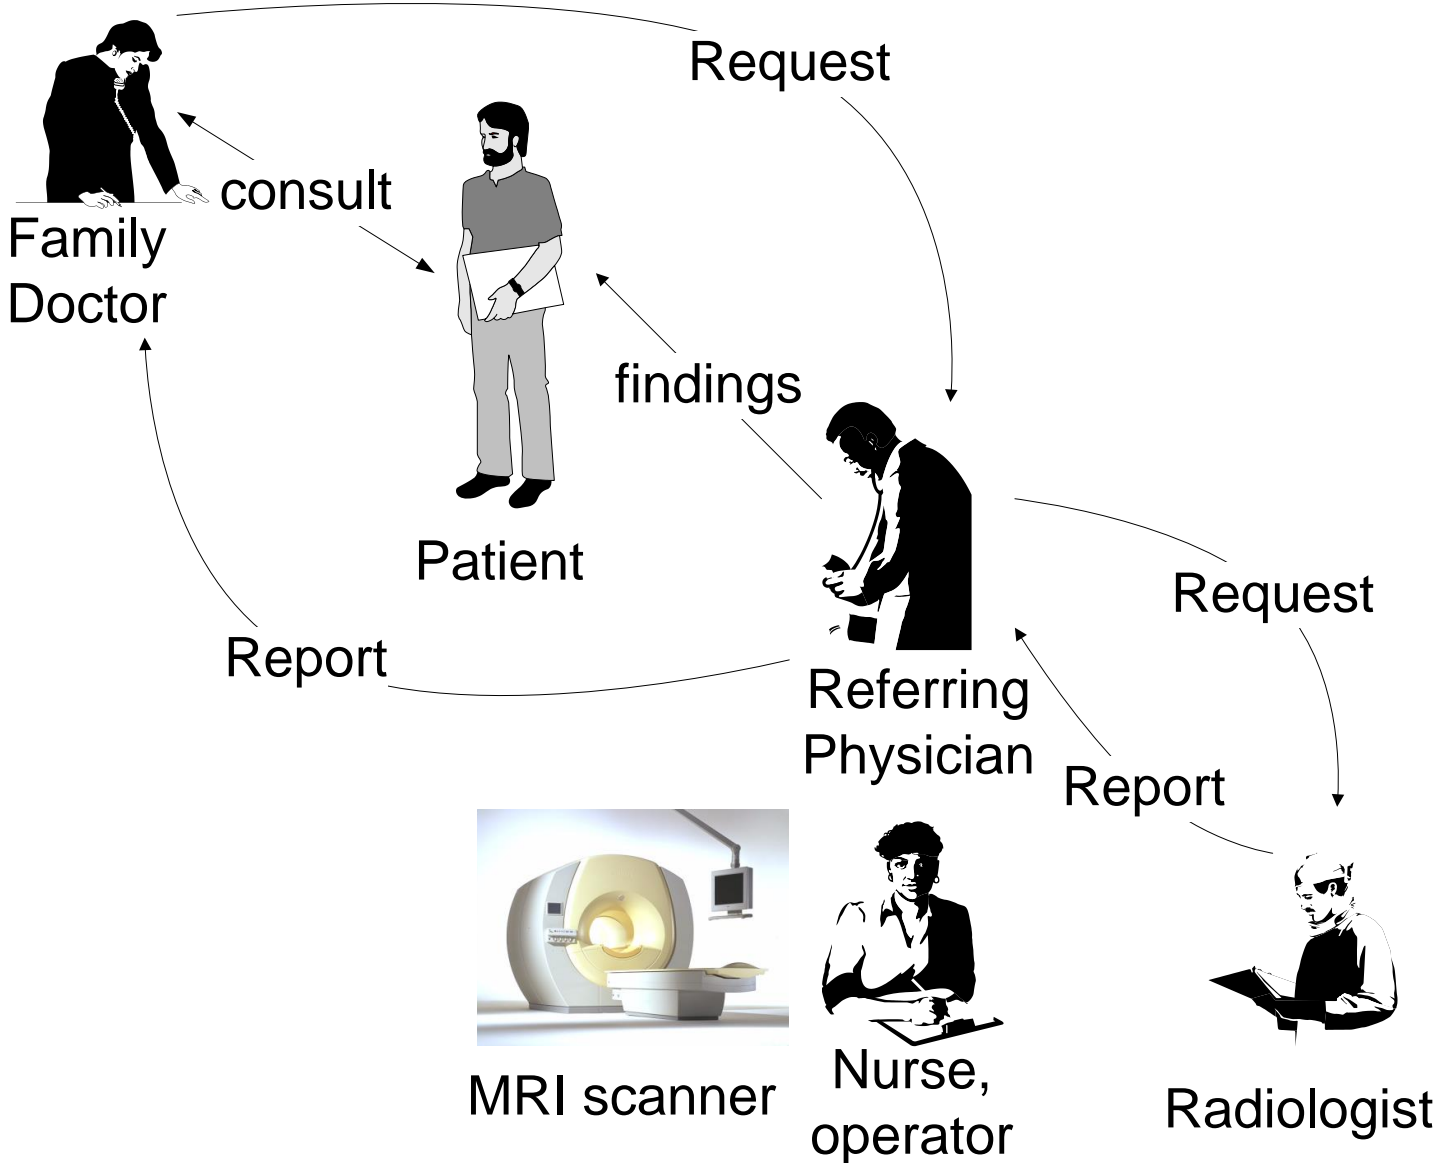 Request
consult
Family
Doctor
findings
Patient
Request
Report
Referring
Physician
Report
MRI scanner
Nurse,
operator
Radiologist